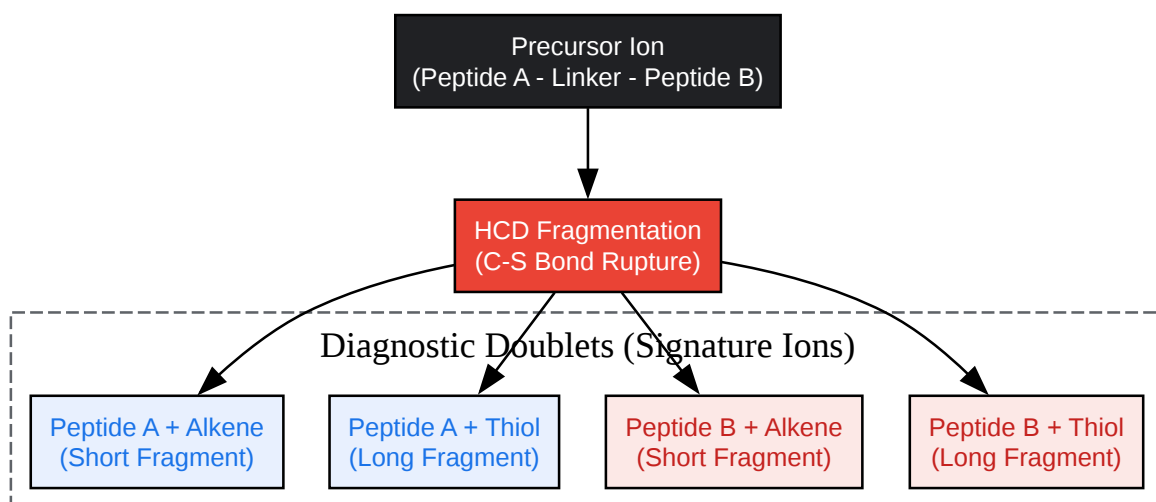 Precursor Ion
(Peptide A - Linker - Peptide B)
HCD Fragmentation
(C-S Bond Rupture)
Diagnostic Doublets (Signature Ions)
Peptide A + Alkene
(Short Fragment)
Peptide A + Thiol
(Long Fragment)
Peptide B + Alkene
(Short Fragment)
Peptide B + Thiol
(Long Fragment)